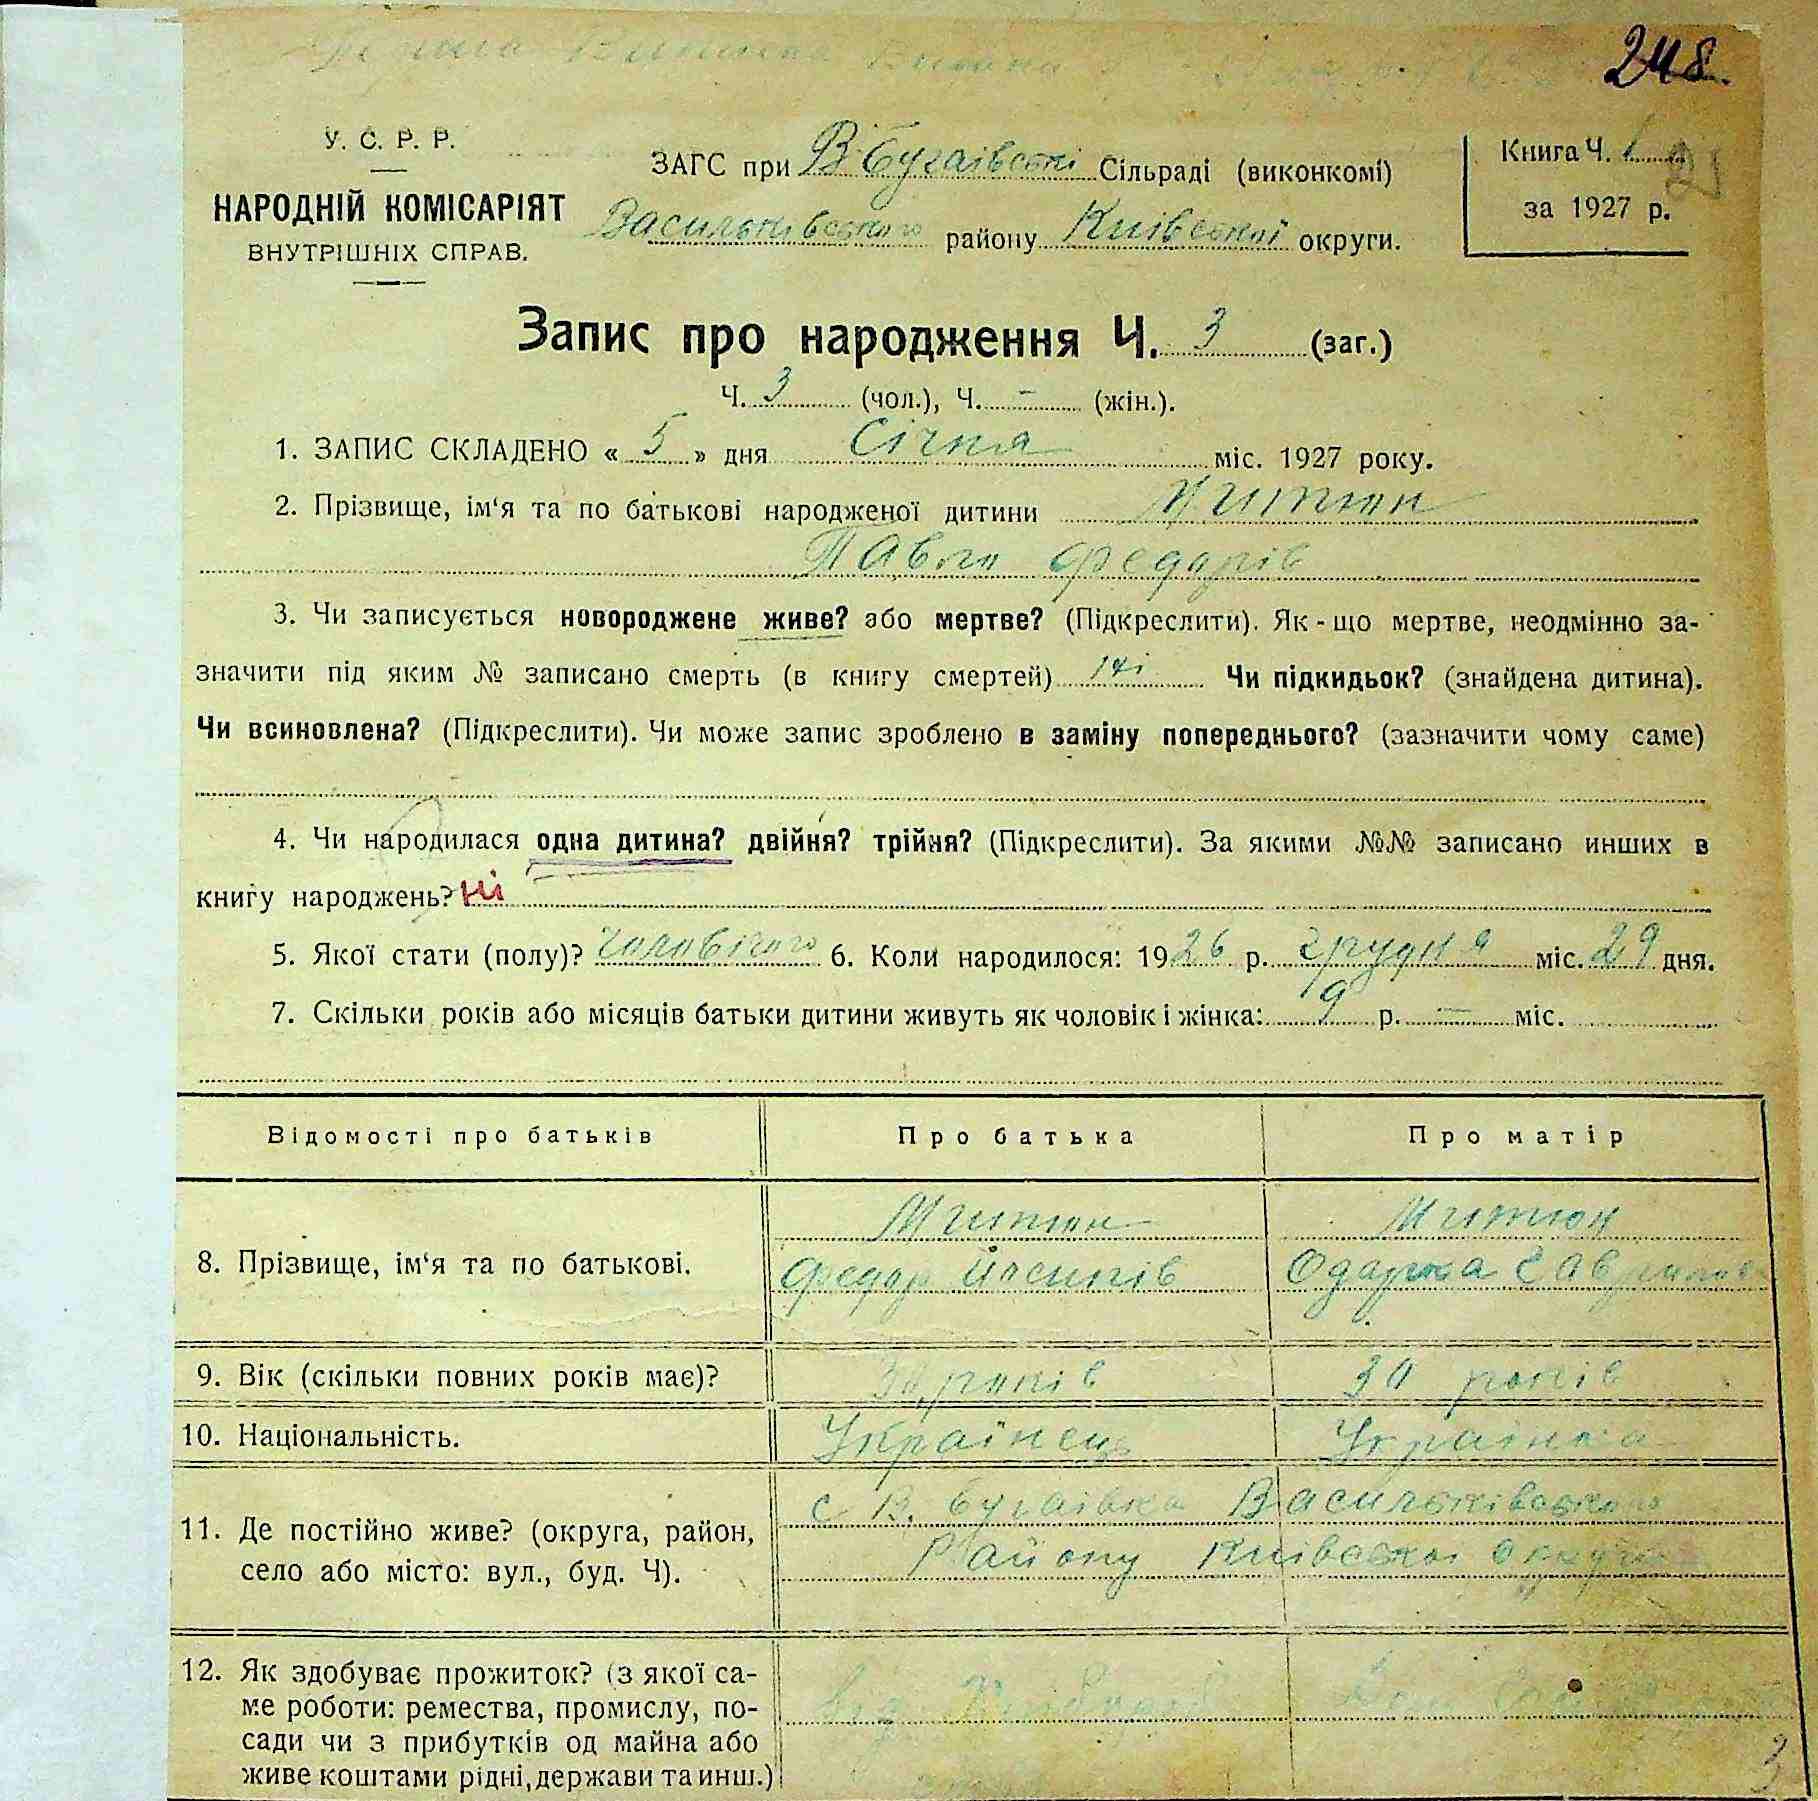 248.
У. С. Р. Р.
НАРОДНІЙ КОМІСАРІЯТ
ВНУТРІШНІХ СПРАВ.
ЗАГС при В Бугаівські Сільраді (виконкомі)
Васильківського району Київської округи.
Книга Ч. 1
за 1927 р.
Запис про народження Ч. 3 (заг.)
Ч. 3 (чол.), Ч. - (жін.).
1. ЗАПИС СКЛАДЕНО « 5 » дня Січня міс. 1927 року.
2. Прізвище, ім‘я та по батькові народженої дитини
Павло Федорів
3. Чи записується новороджене живе? або мертве? (Підкреслити). Як-що мертве, неодмінно за-
значити під яким № записано смерть (в книгу смертей) Чи підкидьок? (знайдена дитина).
Чи всиновлена? (Підкреслити). Чи може запис зроблено в заміну попереднього? (зазначити чому саме)
4. Чи народилася одна дитина? двійня? трійня? (Підкреслити). За якими №№ записано инших в
книгу народжень? ні
5. Якої стати (полу)? чоловічого 6. Коли народилося: 1926 р. грудня міс. 29 дня.
7. Скільки років або місяців батьки дитини живуть як чоловік і жінка: 9 р. — міс.
Відомості про батьків Про батька Про матір
8. Прізвище, ім‘я та по батькові.
Федор Йосипів Одарка
9. Вік (скільки повних років має)? 30 років 30 років
10. Національність. Українець Українка
11. Де постійно живе? (округа, район,
село або місто: вул., буд. Ч).
с В. Бугаівка Васильківського
Району Київської округи
12. Як здобуває прожиток? (з якої са-
ме роботи: ремества, промислу, по-
сади чи з прибутків од майна або
живе коштами рідні, держави та инш.)
3